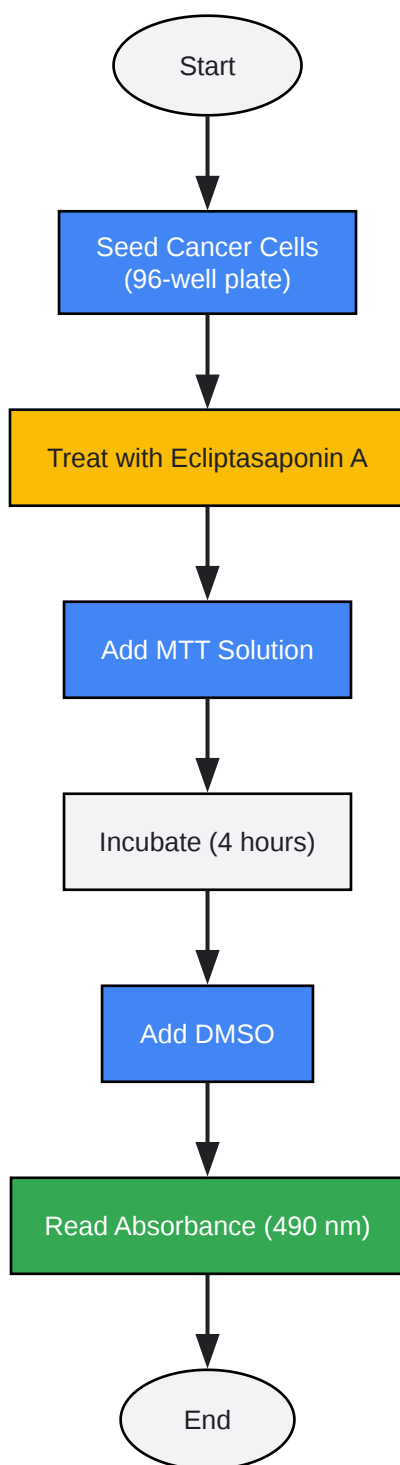 Start
Seed Cancer Cells
(96-well plate)
Treat with Ecliptasaponin A
Add MTT Solution
Incubate (4 hours)
Add DMSO
Read Absorbance (490 nm)
End